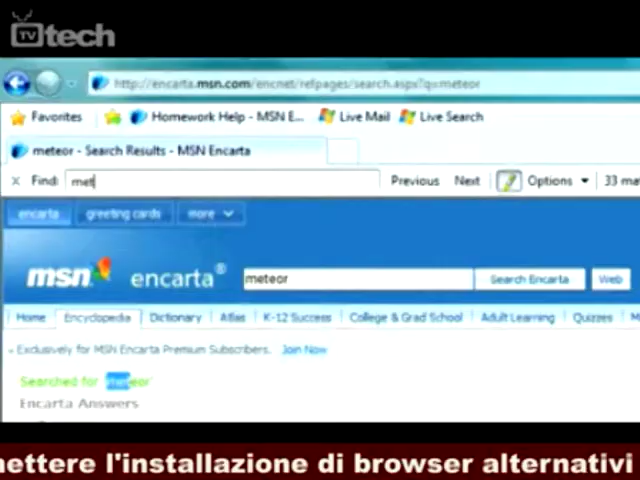 TV tech
http://encarta.msn.com/encnet/refpages/search.aspx?q=meteor
Favorites Homework Help - MSN E... Live Mail Live Search
meteor - Search Results - MSN Encarta
x Find: met Previous Next Options 33 ma
encarta greeting cards more
msn encarta® meteor Search Encarta Web
Home Encyclopedia Dictionary Atlas K-12 Success College & Grad School Adult Learning Quizzes M
Exclusively for MSN Encarta Premium Subscribers. Join Now
Searched for meteor
Encarta Answers
mettere l'installazione di browser alternativi